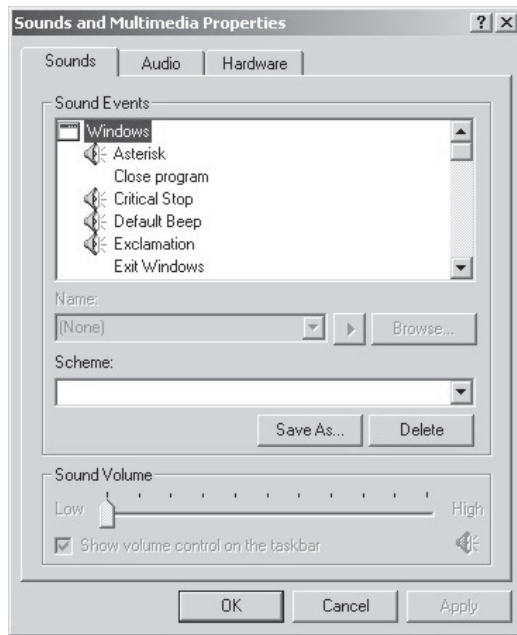 Sounds and Multimedia Properties
Sounds Audio Hardware
Sound Events
Windows
Asterisk
Close program
Critical Stop
Default Beep
Exclamation
Exit Windows
Name:
(None) Browse...
Scheme:
Save As... Delete
Sound Volume
Low High
Show volume control on the taskbar
OK Cancel Apply